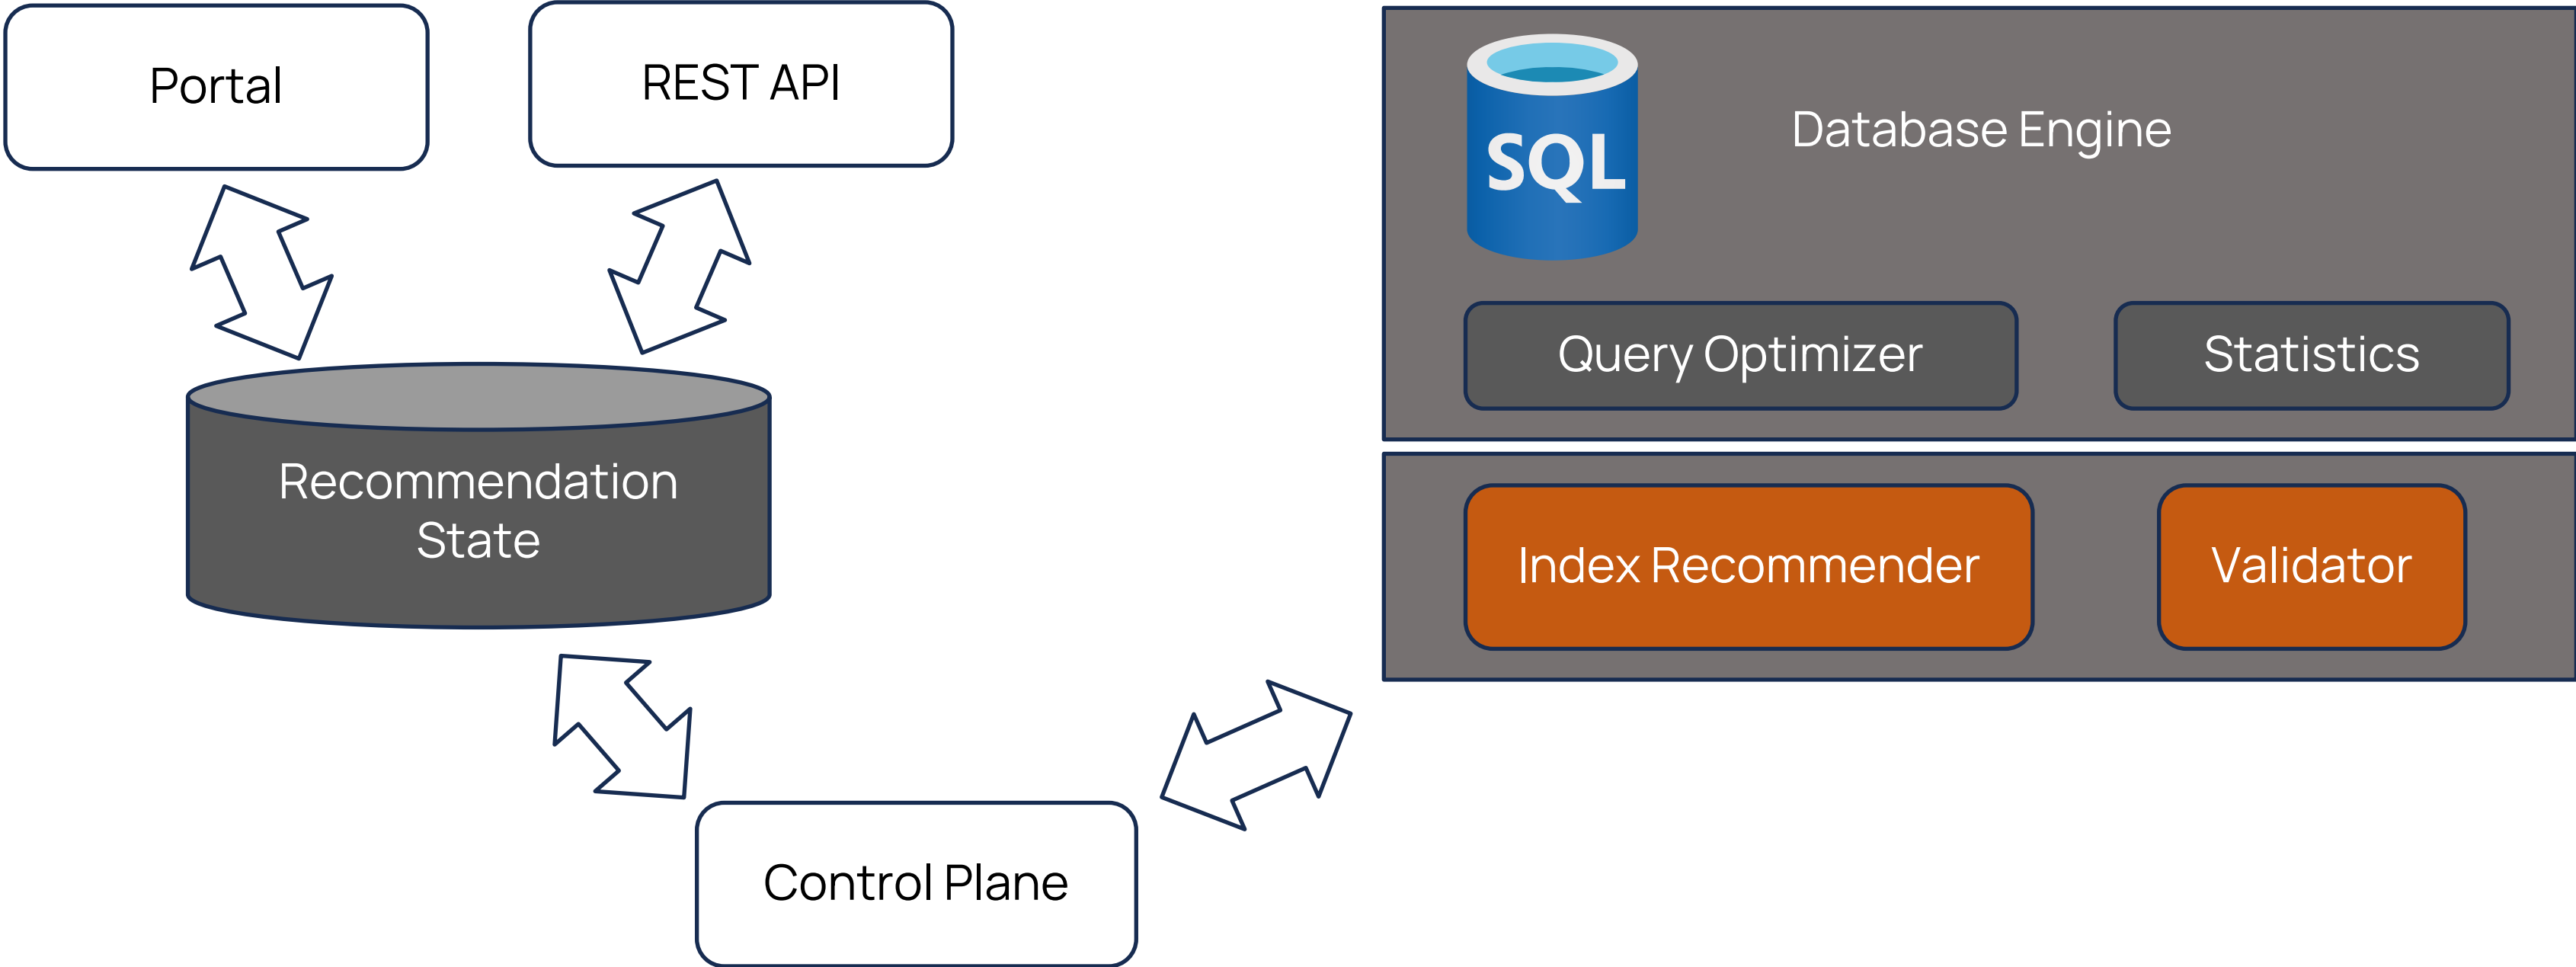 Portal
REST API
SQL
Database Engine
Query Optimizer
Statistics
Recommendation
State
Index Recommender
Validator
Control Plane